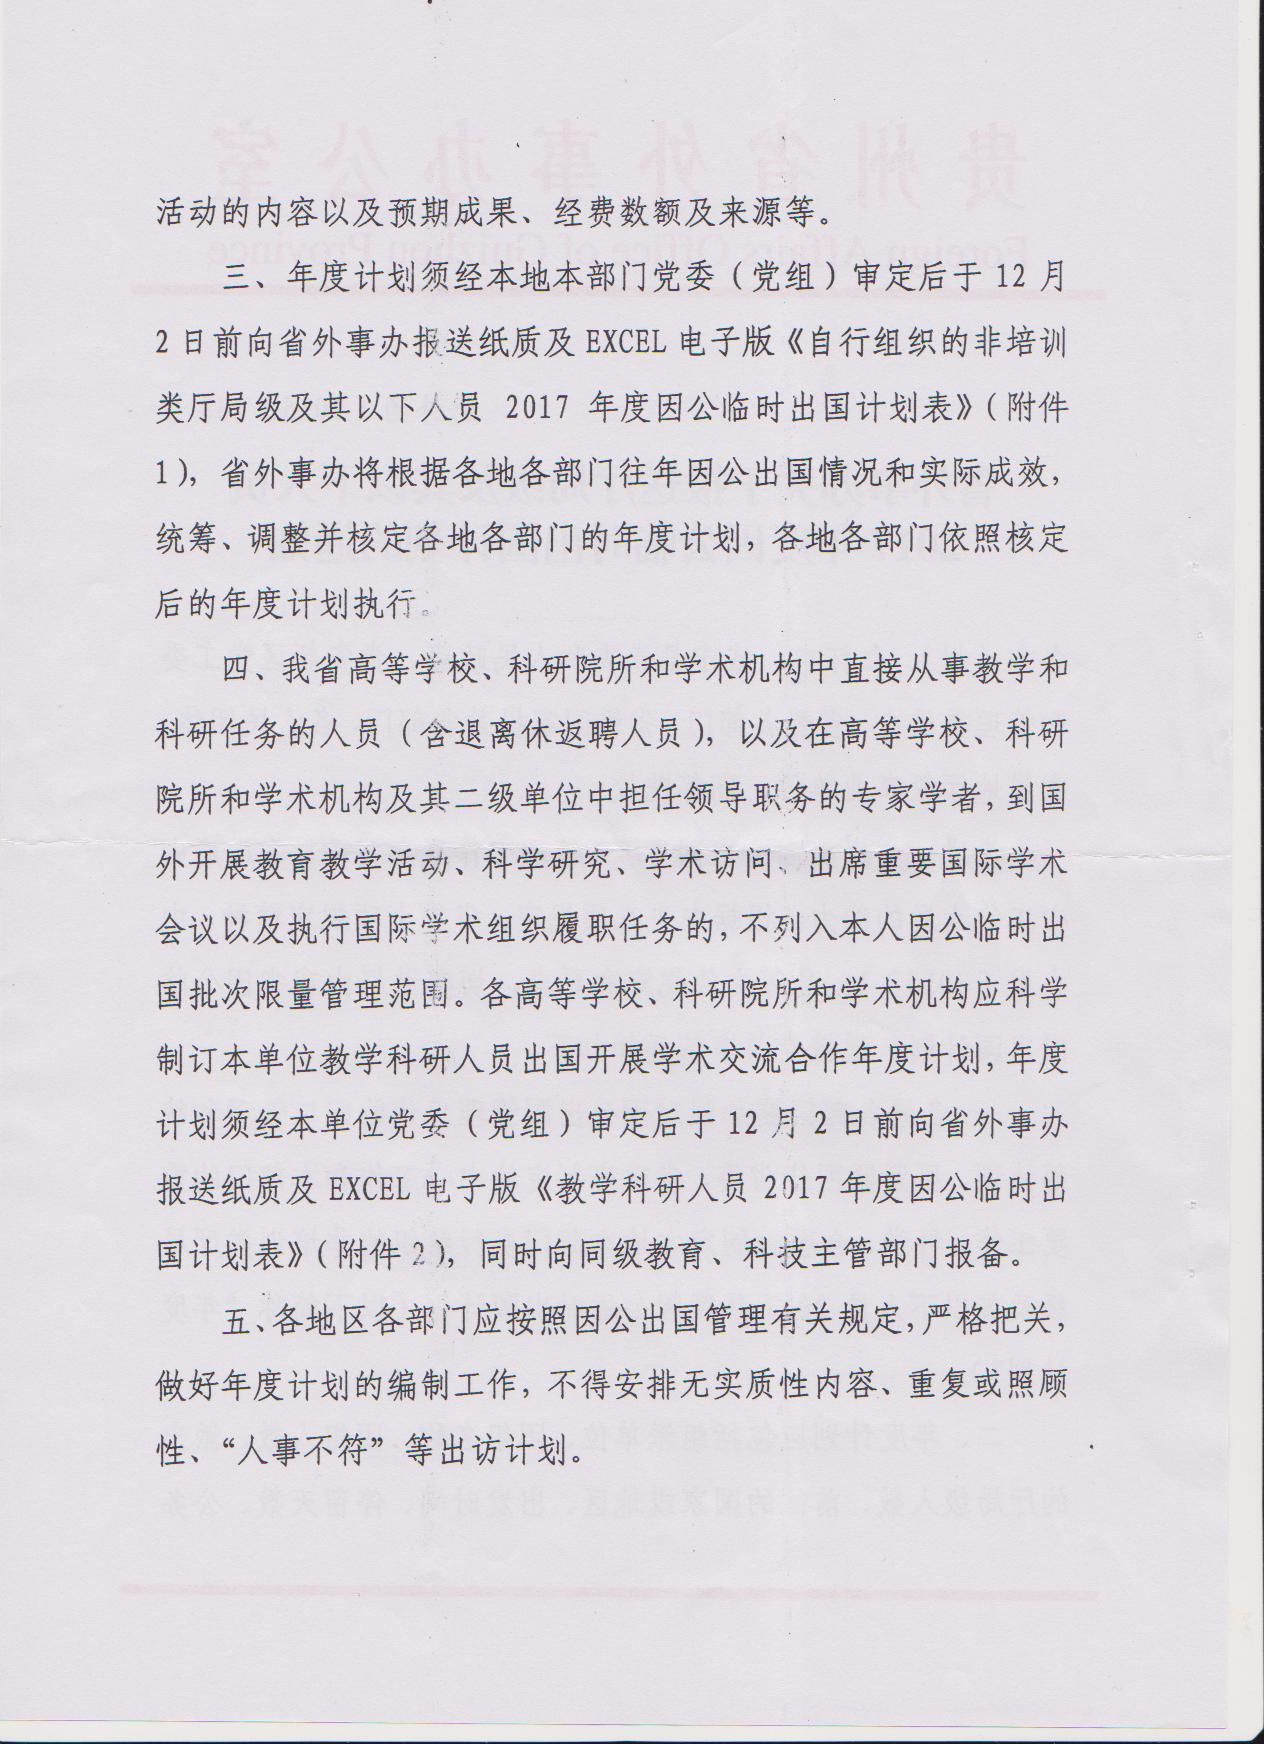 活动的内容以及预期成果、经费数额及来源等。
三、年度计划须经本地本部门党委（党组）审定后于 12 月
2 日前向省外事办报送纸质及 EXCEL 电子版《自行组织的非培训
类厅局级及其以下人员 2017 年度因公临时出国计划表》（附件
1），省外事办将根据各地各部门往年因公出国情况和实际成效，
统筹、调整并核定各地各部门的年度计划，各地各部门依照核定
后的年度计划执行。
四、我省高等学校、科研院所和学术机构中直接从事教学和
科研任务的人员（含退离休返聘人员），以及在高等学校、科研
院所和学术机构及其二级单位中担任领导职务的专家学者，到国
外开展教育教学活动、科学研究、学术访问、出席重要国际学术
会议以及执行国际学术组织履职任务的，不列入本人因公临时出
国批次限量管理范围。各高等学校、科研院所和学术机构应科学
制订本单位教学科研人员出国开展学术交流合作年度计划，年度
计划须经本单位党委（党组）审定后于 12 月 2 日前向省外事办
报送纸质及 EXCEL 电子版《教学科研人员 2017 年度因公临时出
国计划表》（附件 2），同时向同级教育、科技主管部门报备。
五、各地区各部门应按照因公出国管理有关规定，严格把关，
做好年度计划的编制工作，不得安排无实质性内容、重复或照顾
性、“人事不符”等出访计划。